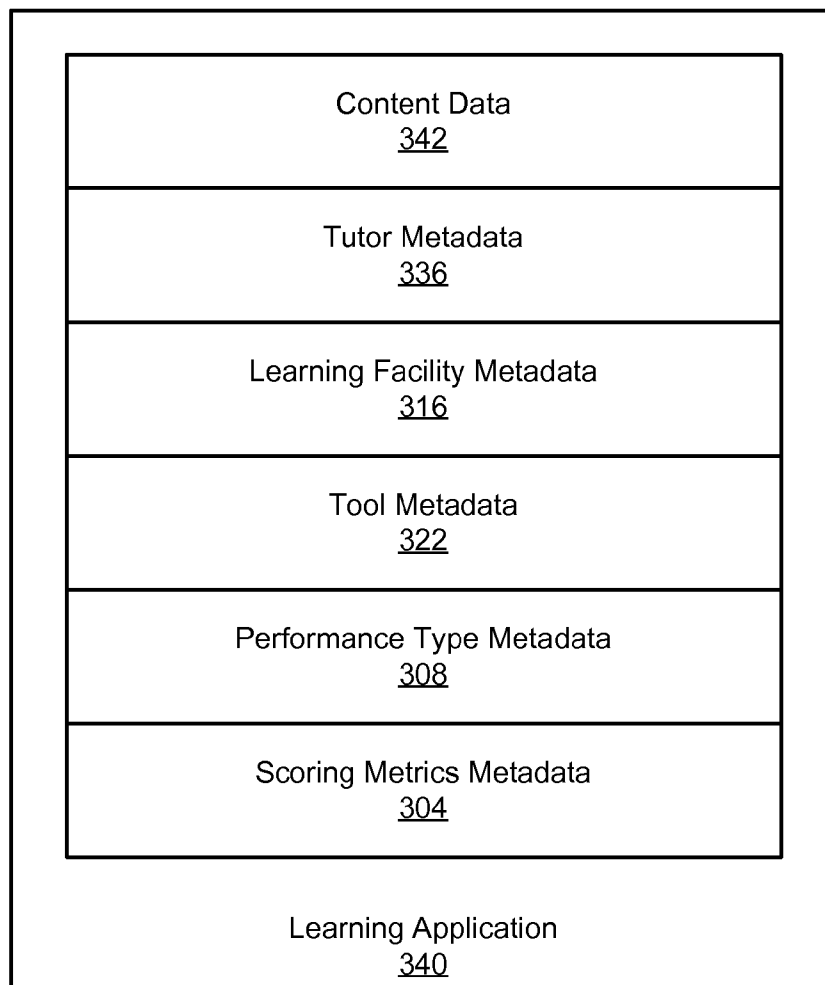 Content Data
342
Tutor Metadata
336
Learning Facility Metadata
316
Tool Metadata
322
Performance Type Metadata
308
Scoring Metrics Metadata
304
Learning Application
340